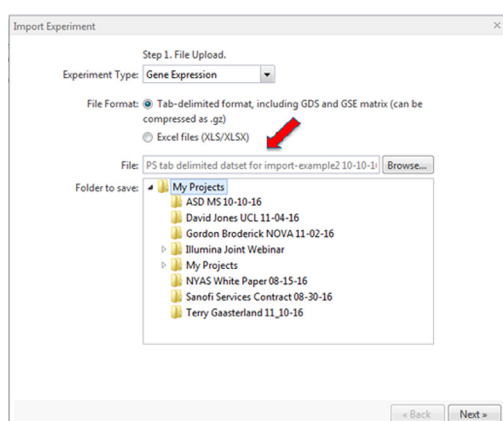 Import Experiment
Step 1. File Upload.
Experiment Type: Gene Expression
File Format: Tab-delimited format, including GDS and GSE matrix (can be
compressed as .gz)
Excel files (XLS/XLSX)
File: PS tab delimited datset for import-example2 10-10-1 Browse...
Folder to save: My Projects
ASD MS 10-10-16
David Jones UCL 11-04-16
Gordon Broderick NOVA 11-02-16
Illumina Joint Webinar
My Projects
NYAS White Paper 08-15-16
Sanofi Services Contract 08-30-16
Terry Gaasterland 11_10-16
« Back Next »